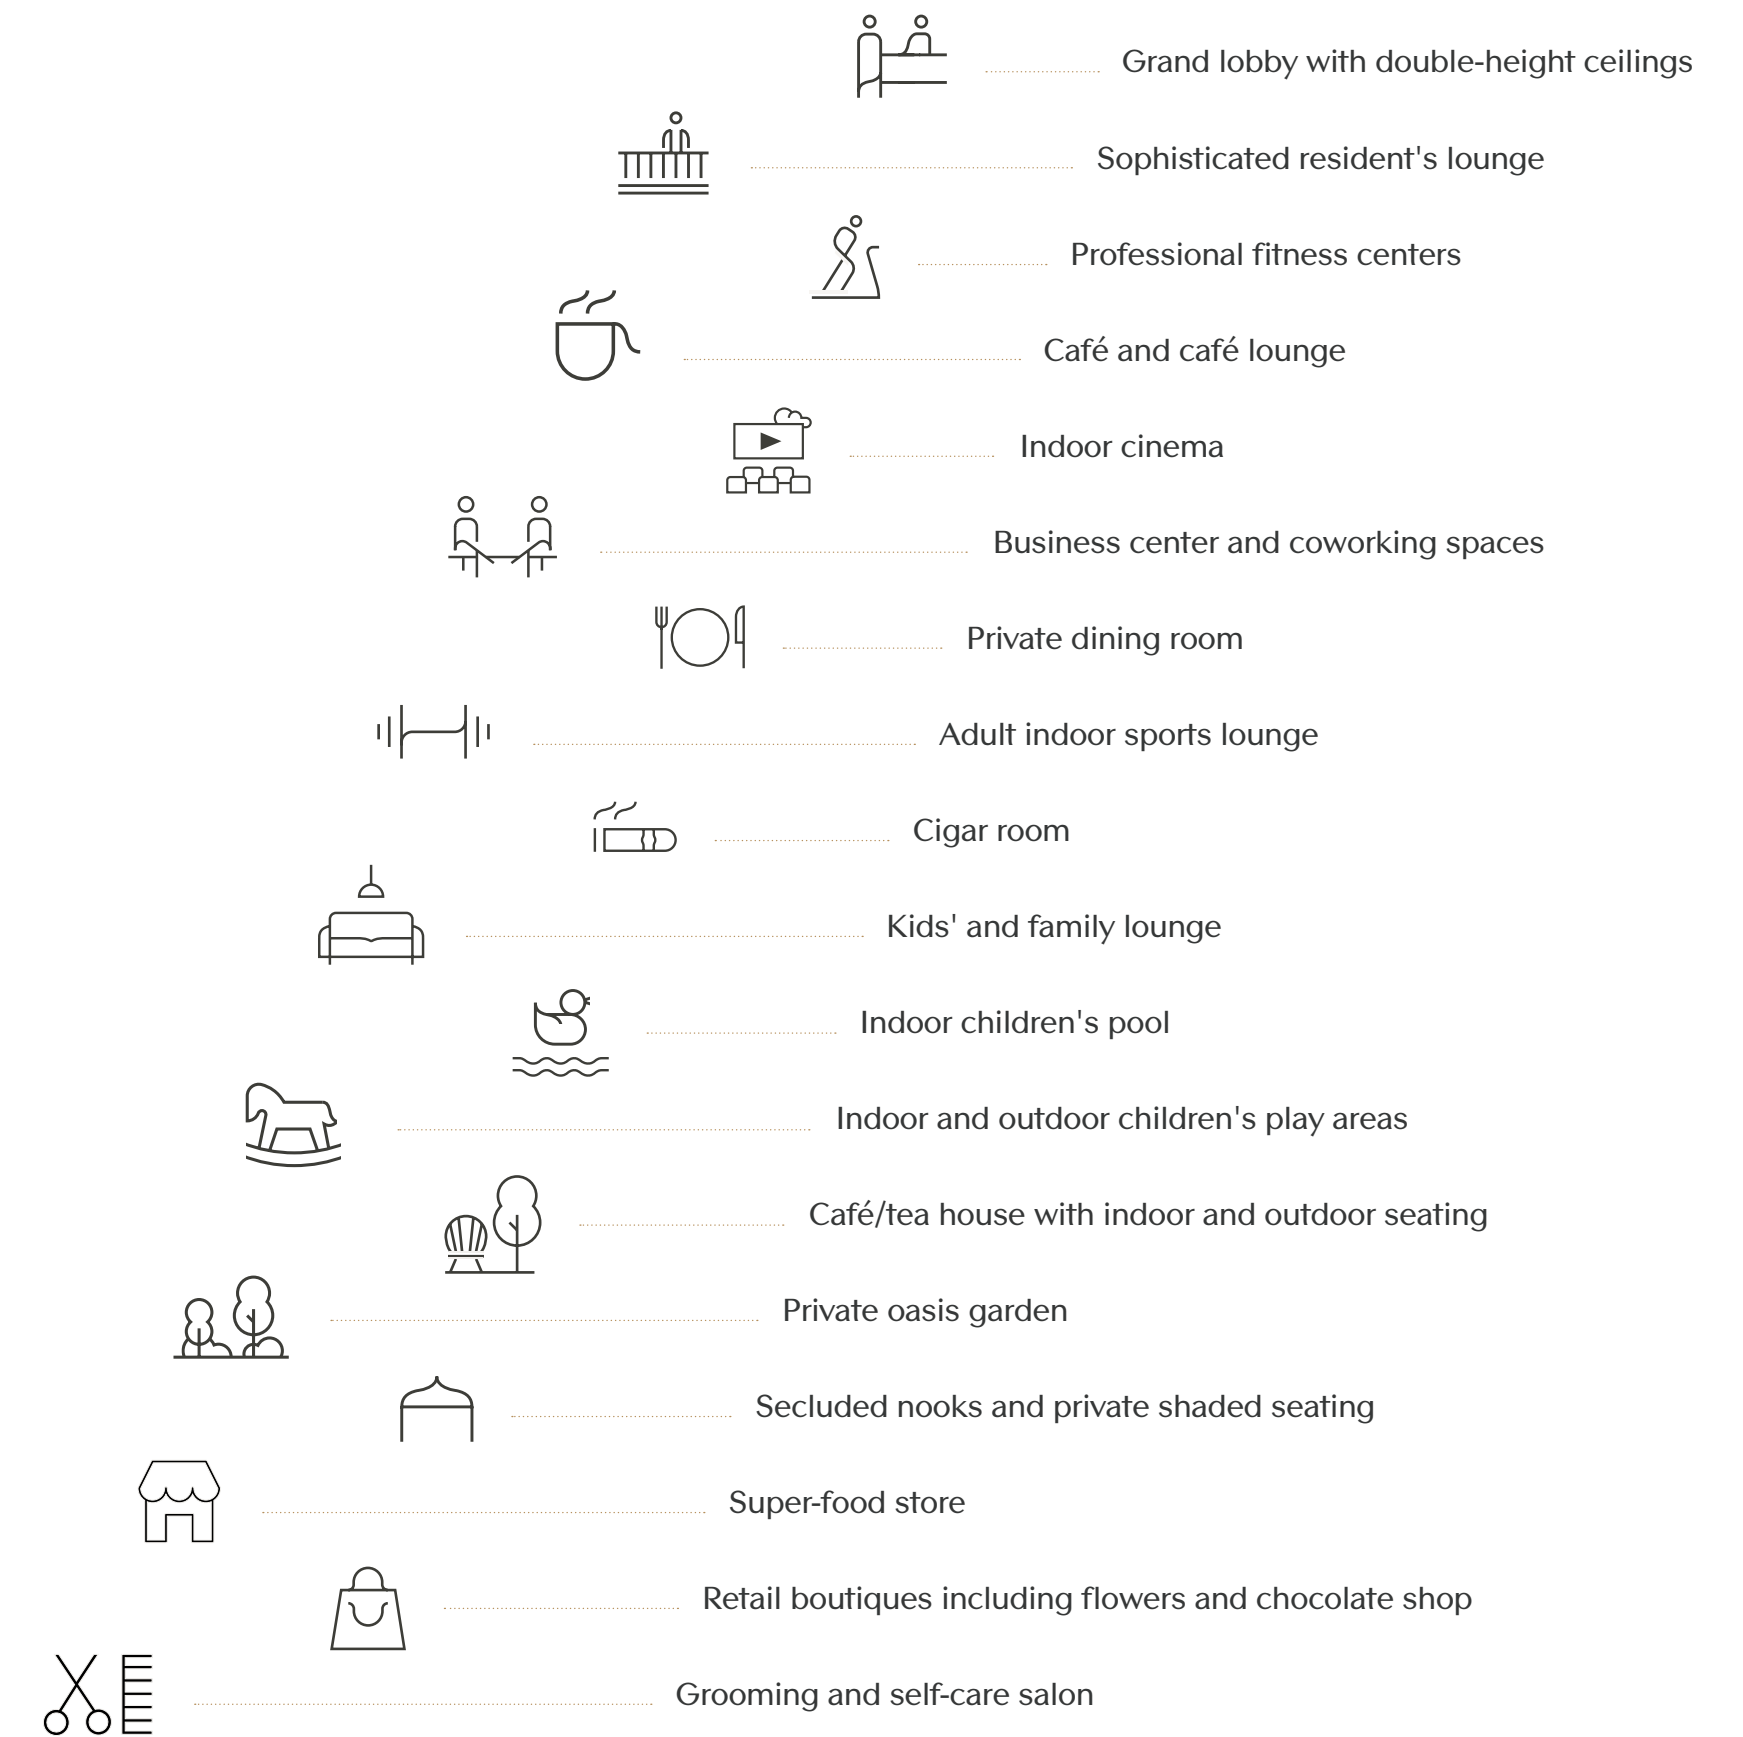 Grand lobby with double-height ceilings
Sophisticated resident's lounge
Professional fitness centers
Café and café lounge
Indoor cinema
Business center and coworking spaces
Private dining room
Adult indoor sports lounge
Cigar room
Kids' and family lounge
Indoor children's pool
Indoor and outdoor children's play areas
Café/tea house with indoor and outdoor seating
Private oasis garden
Secluded nooks and private shaded seating
Super-food store
Retail boutiques including flowers and chocolate shop
Grooming and self-care salon